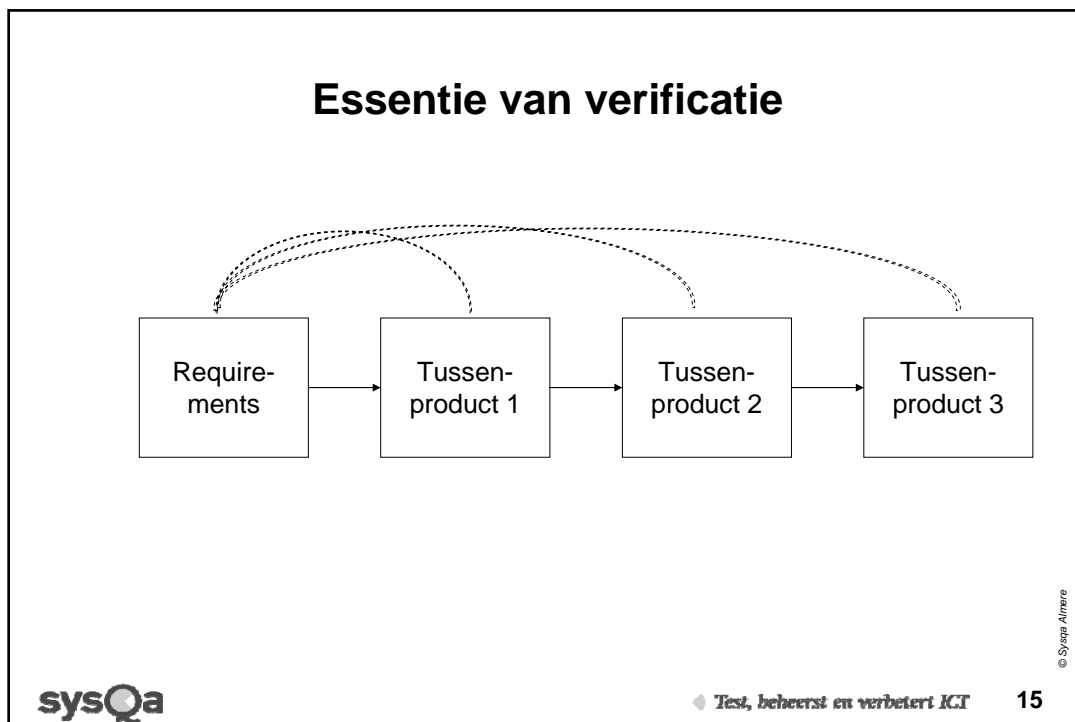 Essentie van verificatie
Require-
ments
Tussen-
product 1
Tussen-
product 2
Tussen-
product 3
© Sysqa Almere
sysQa
Test, beheerst en verbetert ICT
15